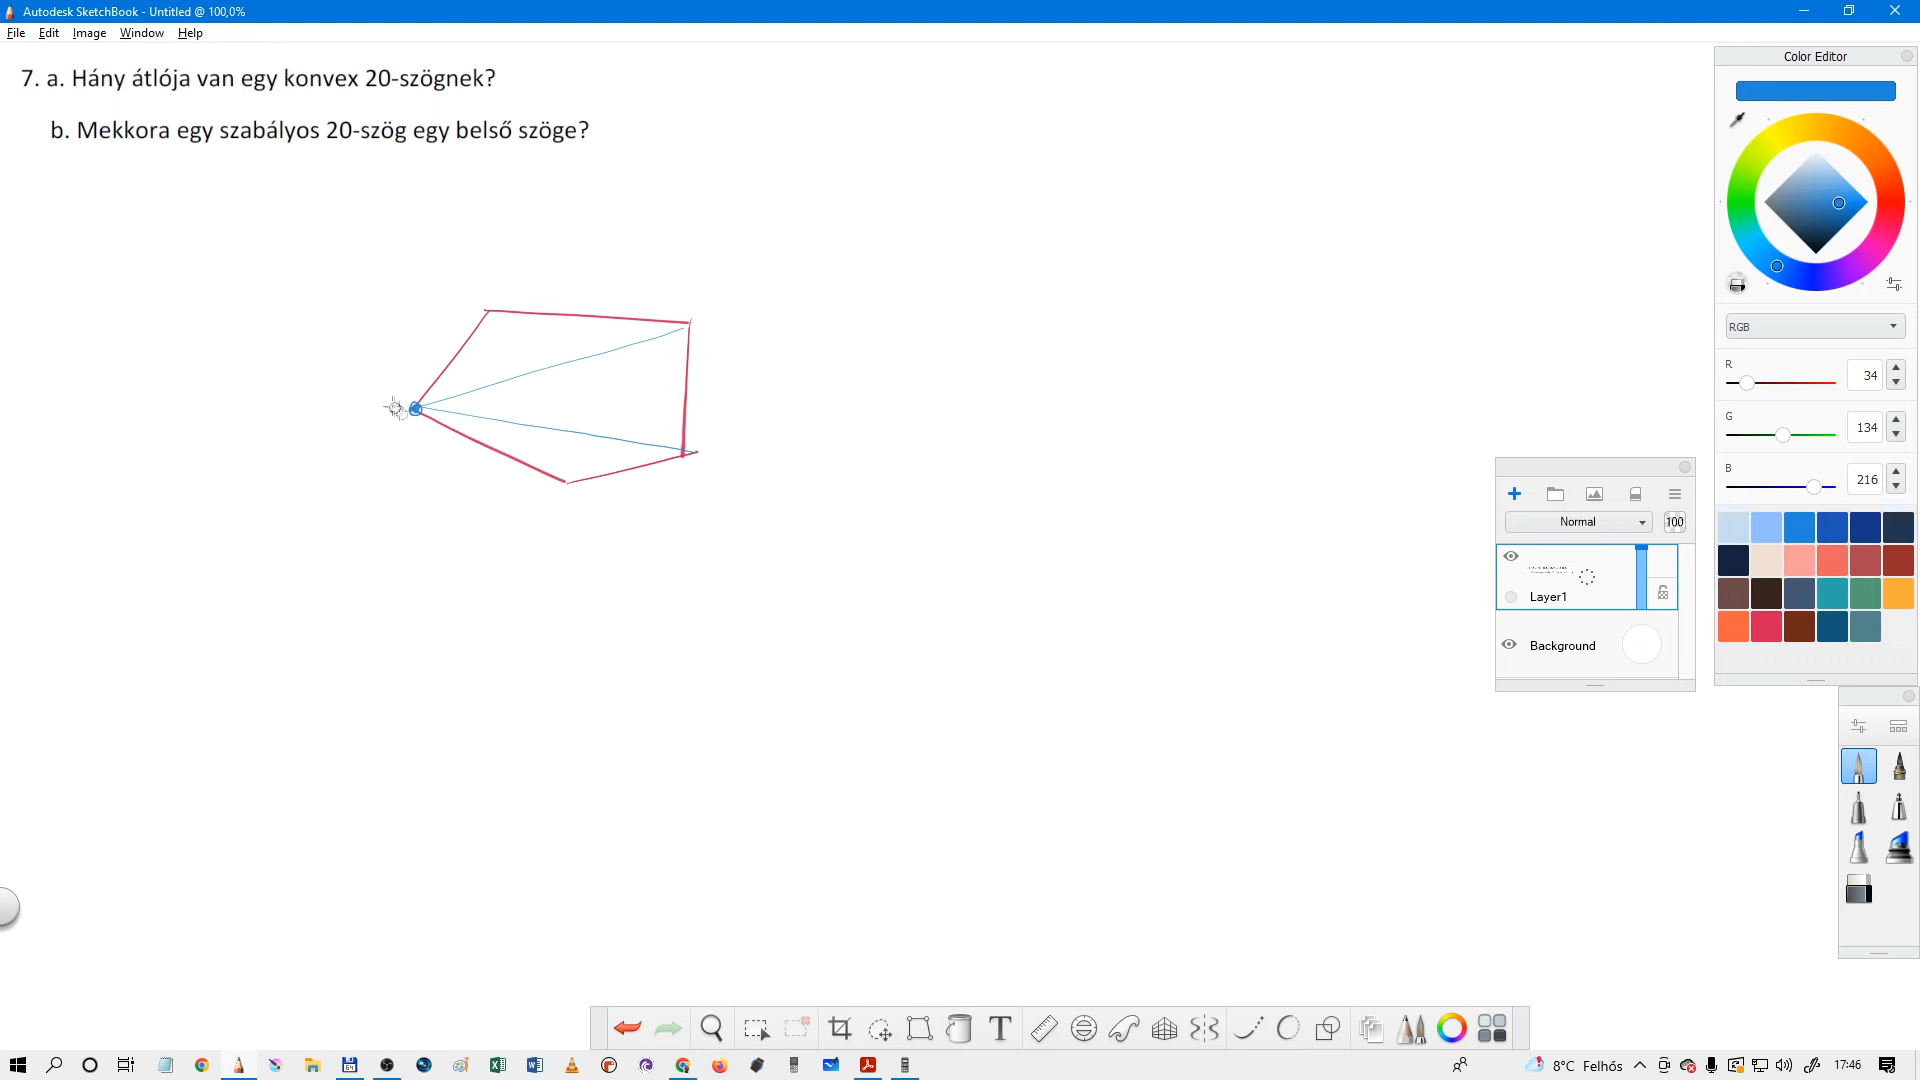 Autodesk SketchBook - Untitled @ 100,0%
File Edit Image Window Help
Color Editor
7. a. Hány átlója van egy konvex 20-szögnek?
b. Mekkora egy szabályos 20-szög egy belső szöge?
RGB
R
34
G
134
B
216
Normal
100
Layer1
Background
8°C Felhős
17:46